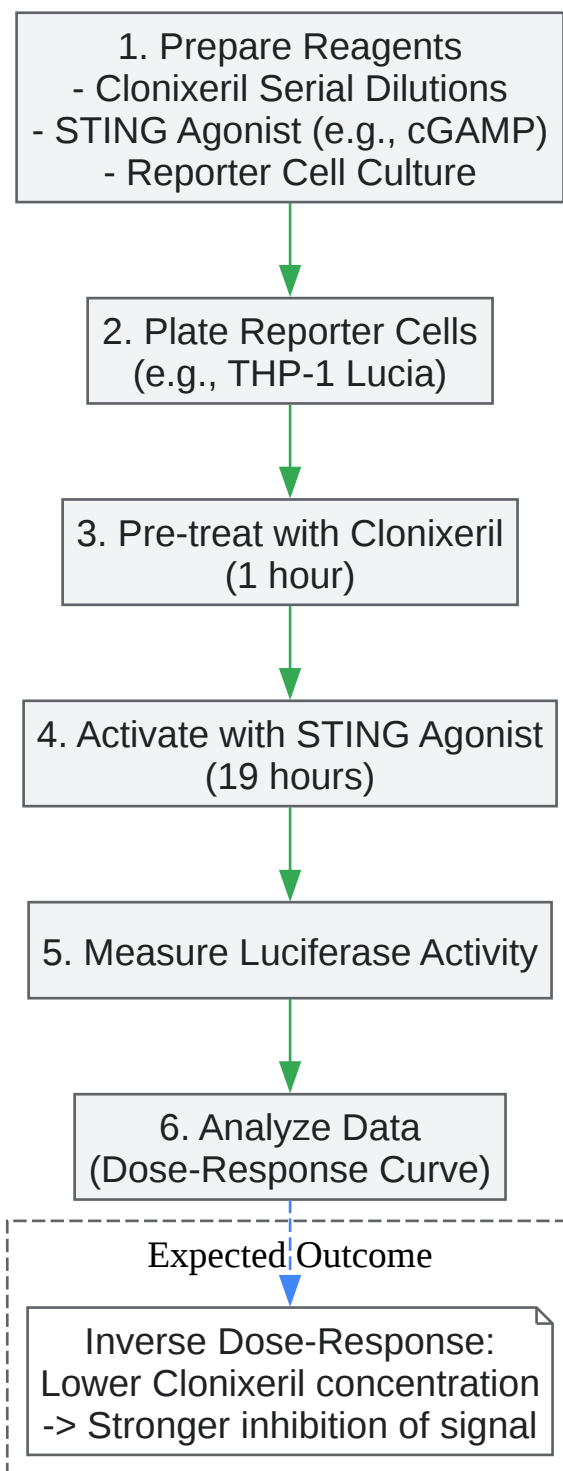 1. Prepare Reagents
- Clonixeril Serial Dilutions
- STING Agonist (e.g., cGAMP)
- Reporter Cell Culture
2. Plate Reporter Cells
(e.g., THP-1 Lucia)
3. Pre-treat with Clonixeril
(1 hour)
4. Activate with STING Agonist
(19 hours)
5. Measure Luciferase Activity
6. Analyze Data
(Dose-Response Curve)
Expected Outcome
Inverse Dose-Response:
Lower Clonixeril concentration
-> Stronger inhibition of signal